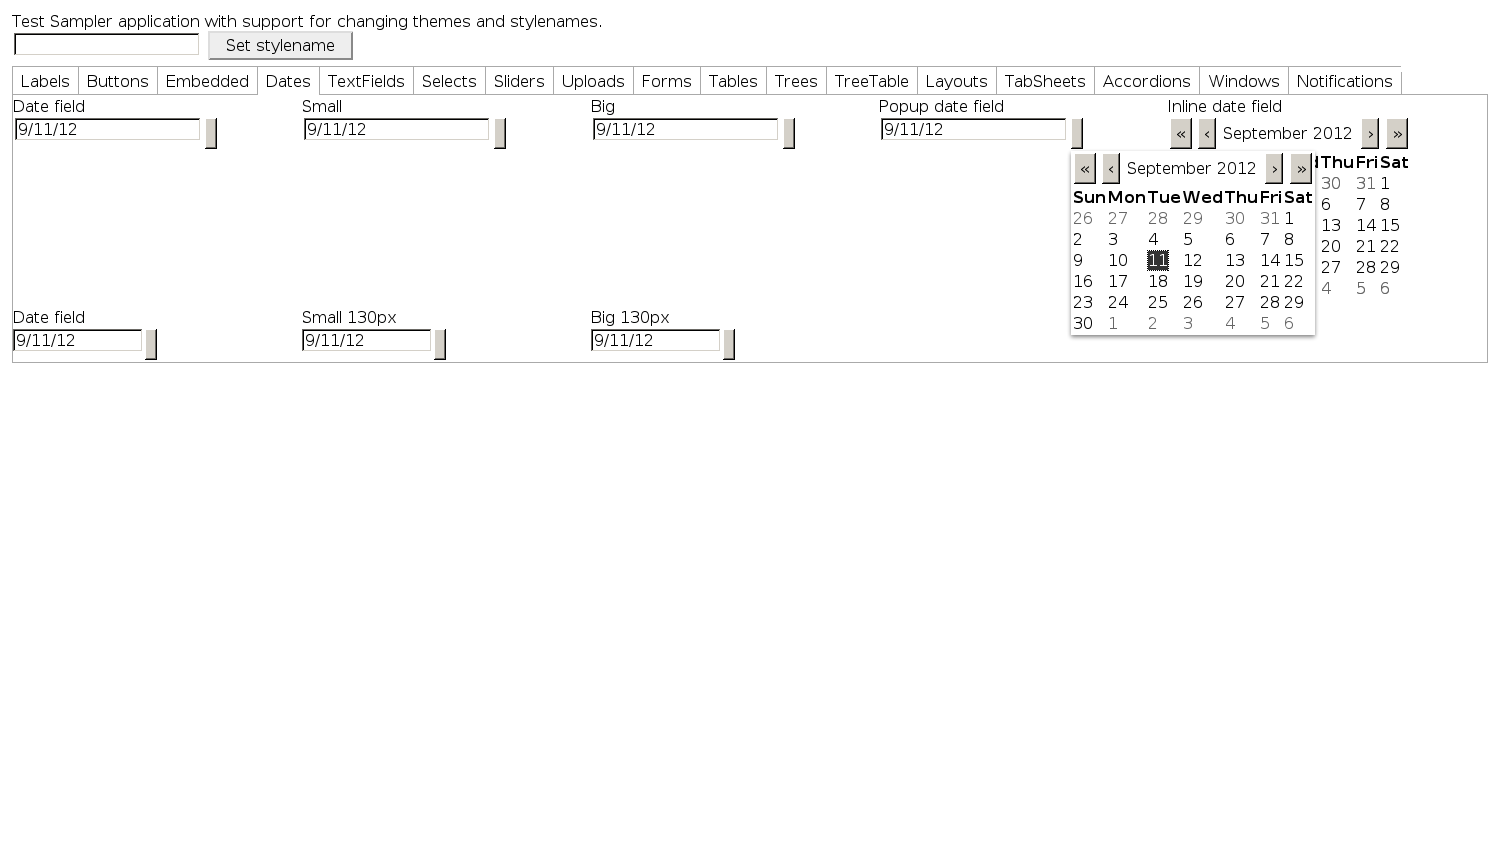 Test Sampler application with support for changing themes and stylenames.
Set stylename
Labels Buttons Embedded Dates TextFields Selects Sliders Uploads Forms Tables Trees TreeTable Layouts TabSheets Accordions Windows Notifications
Date field Small Big Popup date field Inline date field
9/11/12 9/11/12 9/11/12 9/11/12 « ‹ September 2012 › »
« ‹ September 2012 › »
Sun Mon Tue Wed Thu Fri Sat
26 27 28 29 30 31 1
2 3 4 5 6 7 8
9 10 11 12 13 14 15
16 17 18 19 20 21 22
23 24 25 26 27 28 29
30 1 2 3 4 5 6
Thu Fri Sat
30 31 1
6 7 8
13 14 15
20 21 22
27 28 29
4 5 6
Date field Small 130px Big 130px
9/11/12 9/11/12 9/11/12